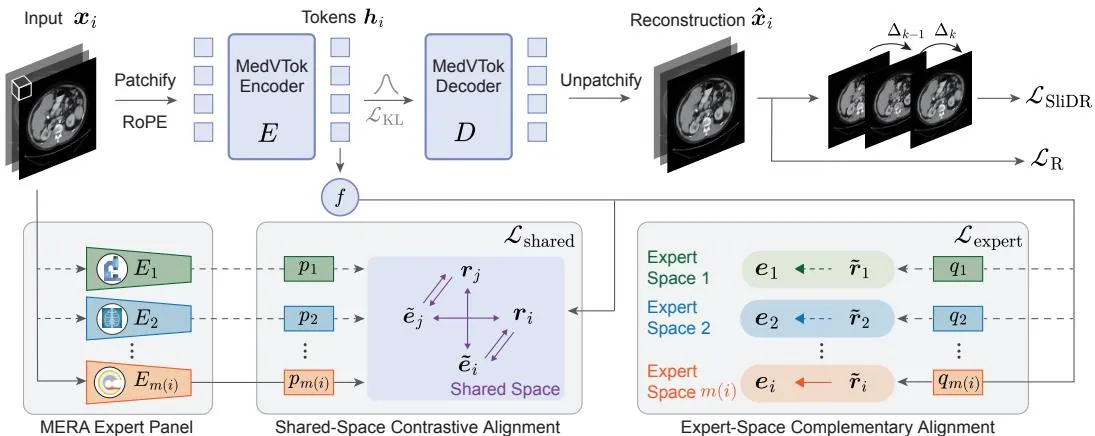 Input x_i
Tokens h_i
Reconstruction x̂_i
Δ_{k−1} Δ_k
Patchify
RoPE
MedVTok
Encoder
E
ℒ_KL
MedVTok
Decoder
D
Unpatchify
ℒ_SliDR
ℒ_R
f
ℒ_shared
ℒ_expert
E_1
p_1
r_j
Expert
Space 1
e_1 r̃_1
q_1
E_2
p_2
ẽ_j r_i
Expert
Space 2
e_2 r̃_2
q_2
E_{m(i)}
p_{m(i)}
ẽ_i
Shared Space
Expert
Space m(i)
e_i r̃_i
q_{m(i)}
MERA Expert Panel
Shared-Space Contrastive Alignment
Expert-Space Complementary Alignment